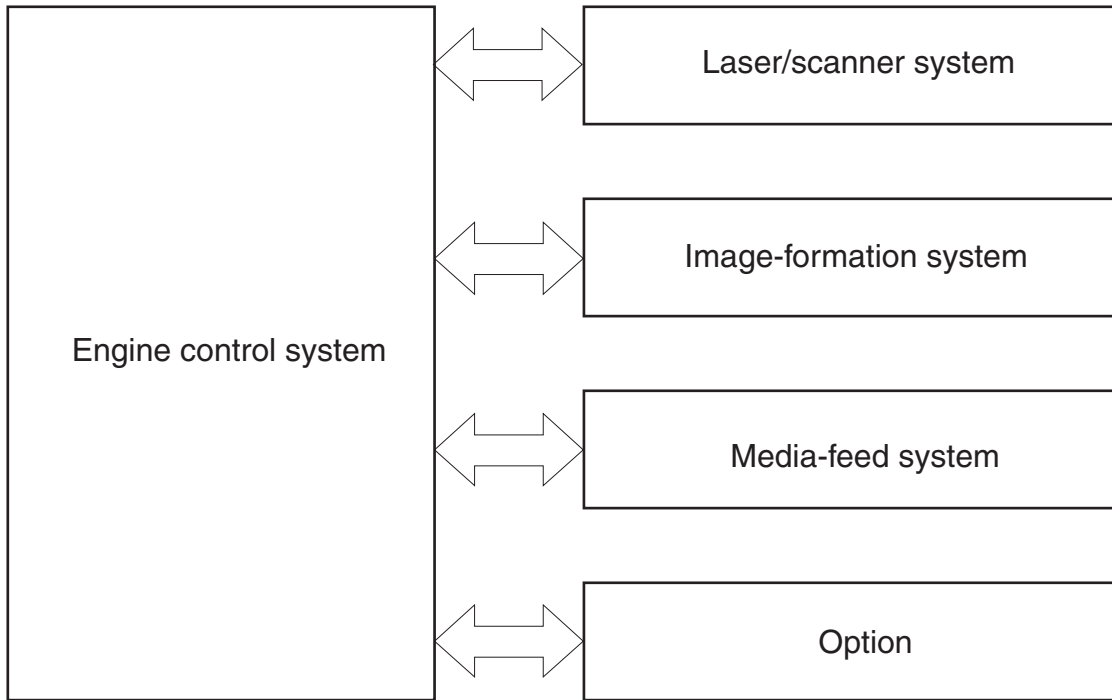 Laser/scanner system
Image-formation system
Engine control system
Media-feed system
Option